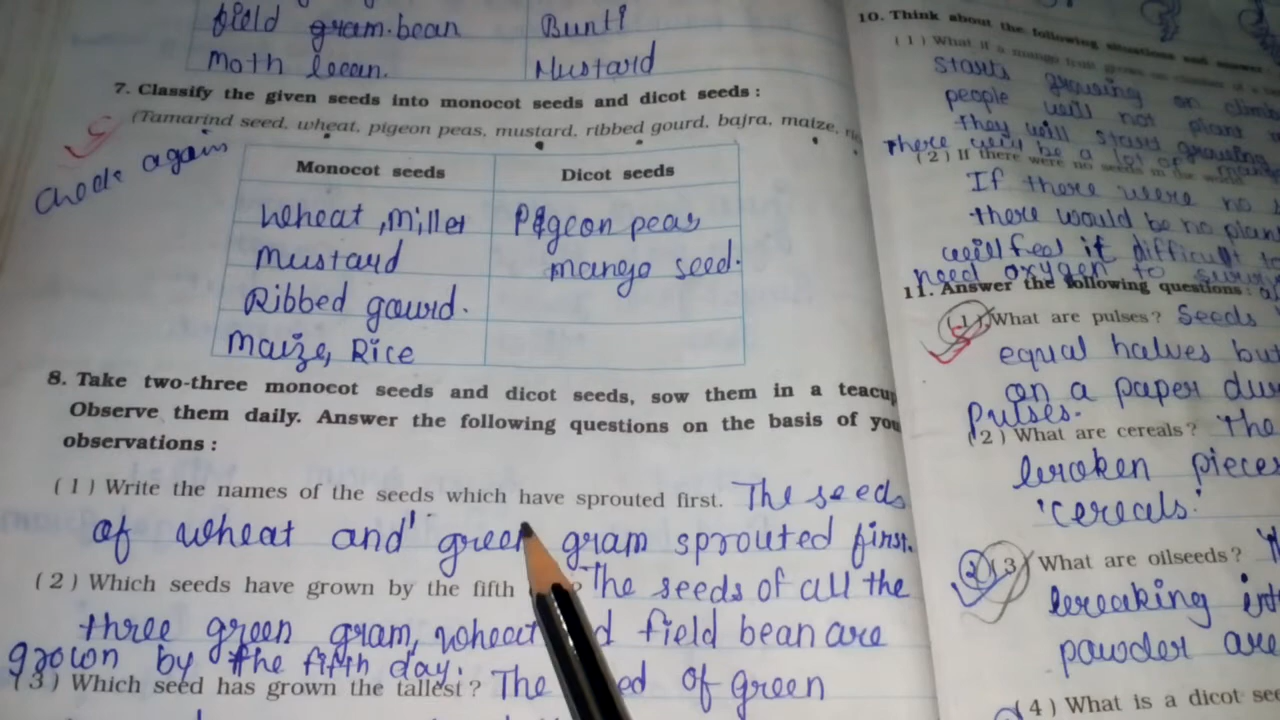 field gram.bean Bunti
Moth bean. Mustard
7. Classify the given seeds into monocot seeds and dicot seeds :
(Tamarind seed, wheat, pigeon peas, mustard, ribbed gourd, bajra, maize,
check again
Monocot seeds Dicot seeds
Wheat, Millet Pigeon peas
Mustard mango seed.
Ribbed gourd.
Maize, Rice
8. Take two-three monocot seeds and dicot seeds, sow them in a teacup
Observe them daily. Answer the following questions on the basis of you
observations :
(1) Write the names of the seeds which have sprouted first. The seeds
of wheat and green gram sprouted first.
(2) Which seeds have grown by the fifth The seeds of all the
three green gram, wheat field bean are
grown by the fifth day.
(3) Which seed has grown the tallest? The of green
10. Think about the following situations and answer
(1) What if a mango fruit grows on
starts growing on climb
people will not plant
they will start growing
There will be a lot of mang
(2) If there were no seeds in the world
If there were no
there would be no plant
will feel it difficult to
need oxygen to
11. Answer the following questions:
(1) What are pulses? Seeds
equal halves but
on a paper du
pulses.
(2) What are cereals? The
broken pieces
'cereals.'
(3) What are oilseeds?
breaking int
powder are
(4) What is a dicot see